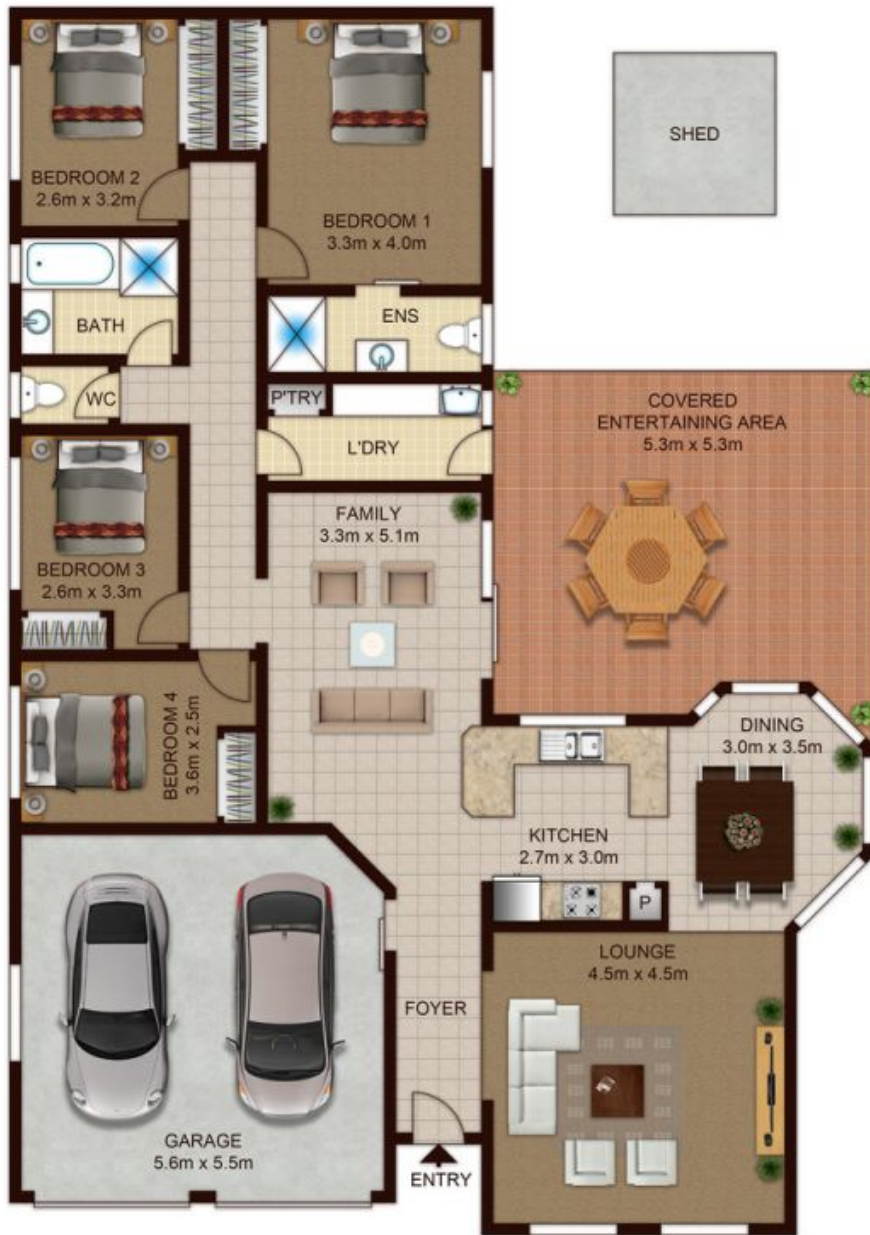 BEDROOM 2
2.6m x 3.2m
BEDROOM 1
3.3m x 4.0m
SHED
BATH
ENS
WC
P'TRY
L'DRY
COVERED
ENTERTAINING AREA
5.3m x 5.3m
FAMILY
3.3m x 5.1m
BEDROOM 3
2.6m x 3.3m
BEDROOM 4
3.6m x 2.5m
DINING
3.0m x 3.5m
KITCHEN
2.7m x 3.0m
P
LOUNGE
4.5m x 4.5m
FOYER
GARAGE
5.6m x 5.5m
ENTRY